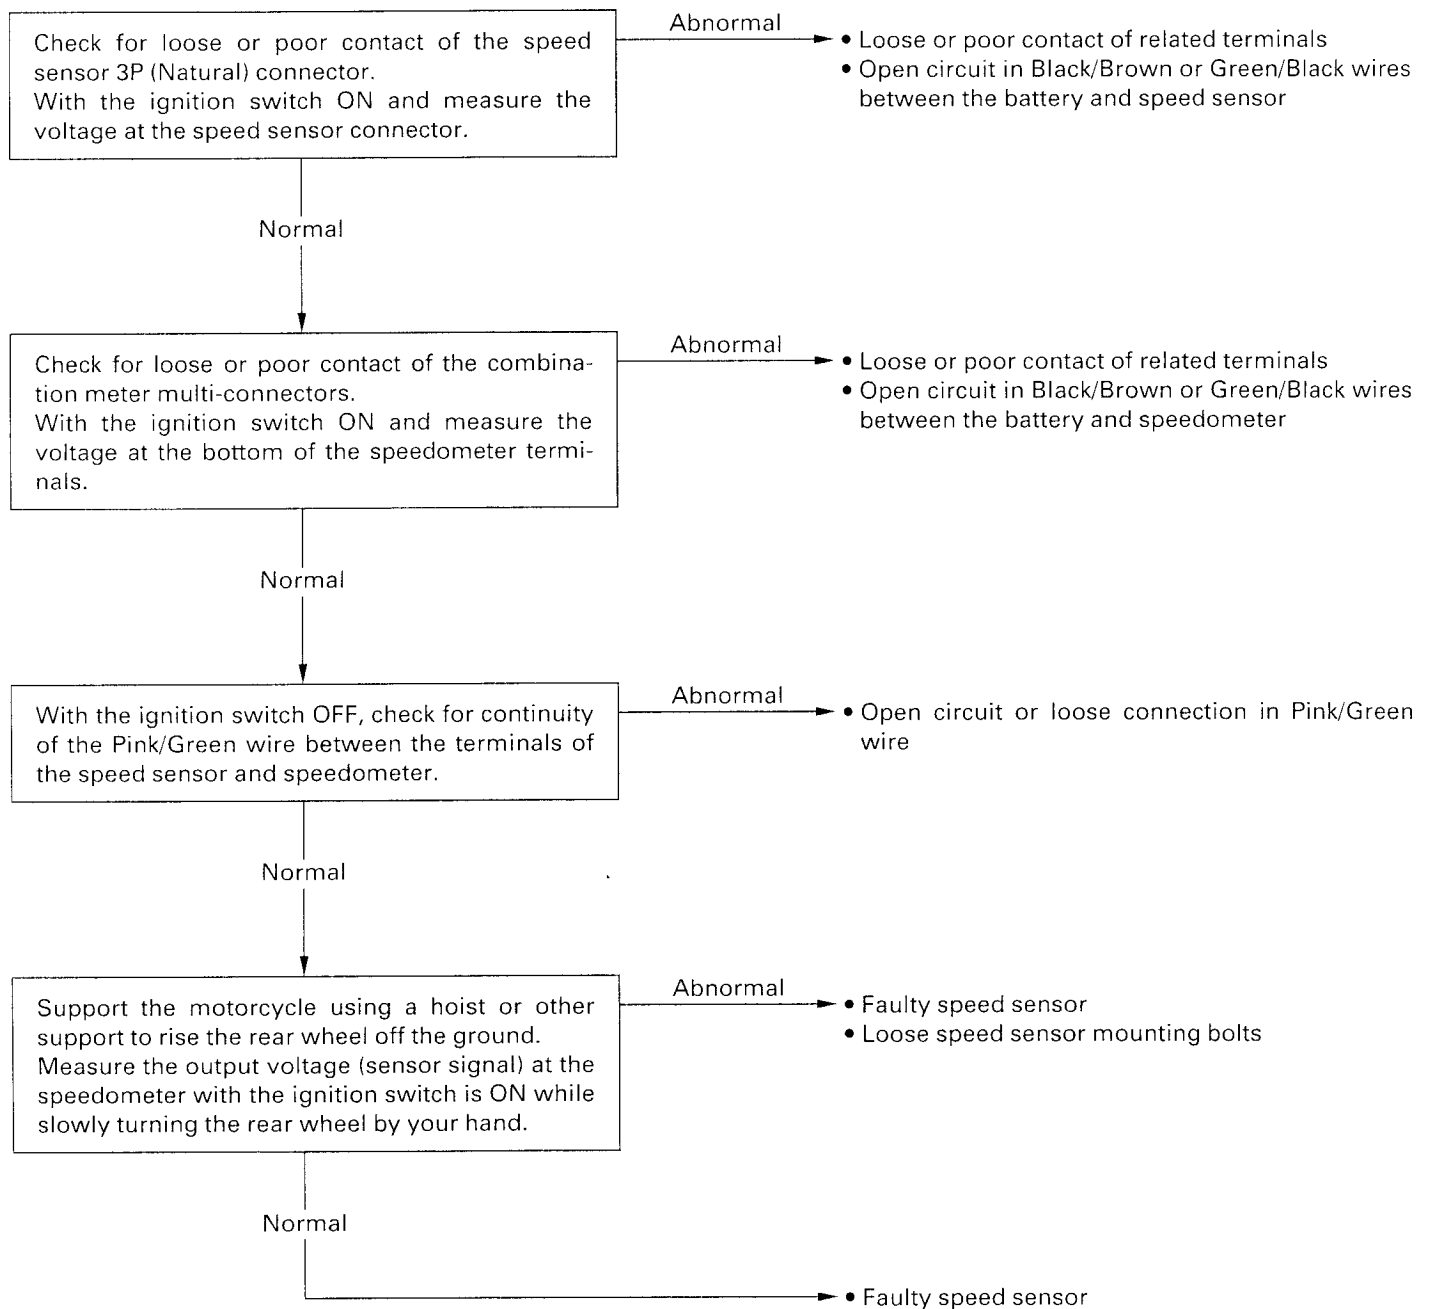 Check for loose or poor contact of the speed
sensor 3P (Natural) connector.
With the ignition switch ON and measure the
voltage at the speed sensor connector.
Abnormal
• Loose or poor contact of related terminals
• Open circuit in Black/Brown or Green/Black wires
between the battery and speed sensor
Normal
Check for loose or poor contact of the combina-
tion meter multi-connectors.
With the ignition switch ON and measure the
voltage at the bottom of the speedometer termi-
nals.
Abnormal
• Loose or poor contact of related terminals
• Open circuit in Black/Brown or Green/Black wires
between the battery and speedometer
Normal
With the ignition switch OFF, check for continuity
of the Pink/Green wire between the terminals of
the speed sensor and speedometer.
Abnormal
• Open circuit or loose connection in Pink/Green
wire
Normal
Support the motorcycle using a hoist or other
support to rise the rear wheel off the ground.
Measure the output voltage (sensor signal) at the
speedometer with the ignition switch is ON while
slowly turning the rear wheel by your hand.
Abnormal
• Faulty speed sensor
• Loose speed sensor mounting bolts
Normal
• Faulty speed sensor